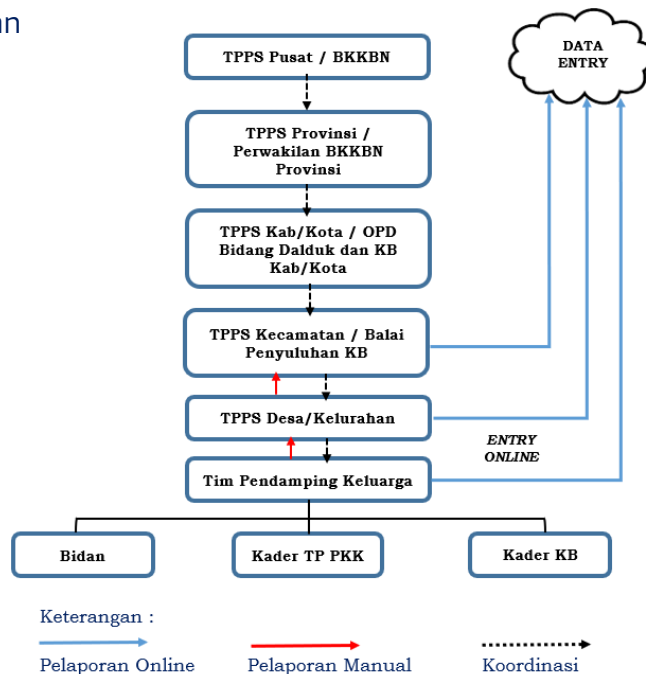 an
TPPS Pusat / BKKBN
DATA
ENTRY
TPPS Provinsi /
Perwakilan BKKBN
Provinsi
TPPS Kab/Kota / OPD
Bidang Dalduk dan KB
Kab/Kota
TPPS Kecamatan / Balai
Penyuluhan KB
TPPS Desa/Kelurahan
ENTRY
ONLINE
Tim Pendamping Keluarga
Bidan
Kader TP PKK
Kader KB
Keterangan :
Pelaporan Online
Pelaporan Manual
Koordinasi